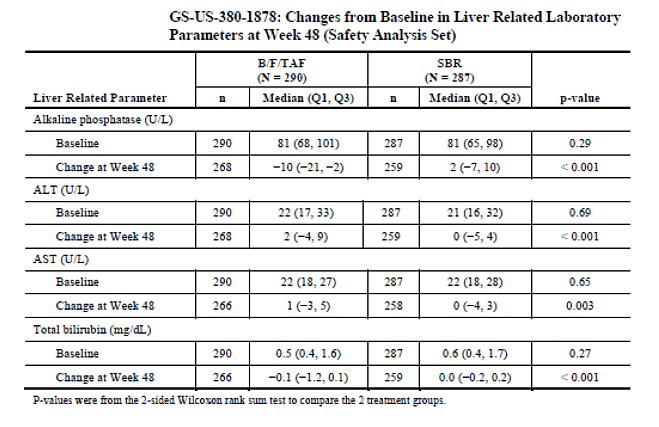 GS-US-380-1878: Changes from Baseline in Liver Related Laboratory
Parameters at Week 48 (Safety Analysis Set)
B/F/TAF SBR
(N = 290) (N = 287)
Liver Related Parameter n Median (Q1, Q3) n Median (Q1, Q3) p-value
Alkaline phosphatase (U/L)
Baseline 290 81 (68, 101) 287 81 (65, 98) 0.29
Change at Week 48 268 −10 (−21, −2) 259 2 (−7, 10) < 0.001
ALT (U/L)
Baseline 290 22 (17, 33) 287 21 (16, 32) 0.69
Change at Week 48 268 2 (−4, 9) 259 0 (−5, 4) < 0.001
AST (U/L)
Baseline 290 22 (18, 27) 287 22 (18, 28) 0.65
Change at Week 48 266 1 (−3, 5) 258 0 (−4, 3) 0.003
Total bilirubin (mg/dL)
Baseline 290 0.5 (0.4, 1.6) 287 0.6 (0.4, 1.7) 0.27
Change at Week 48 266 −0.1 (−1.2, 0.1) 259 0.0 (−0.2, 0.2) < 0.001
P-values were from the 2-sided Wilcoxon rank sum test to compare the 2 treatment groups.